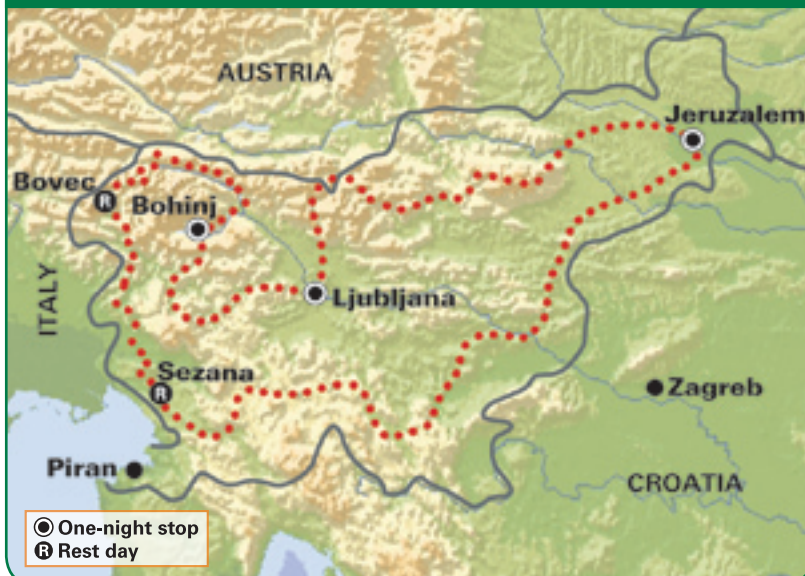 AUSTRIA
Jeruzalem
Bovec
R
Bohinj
ITALY
Ljubljana
Sezana
R
Zagreb
Piran
CROATIA
One-night stop
R Rest day